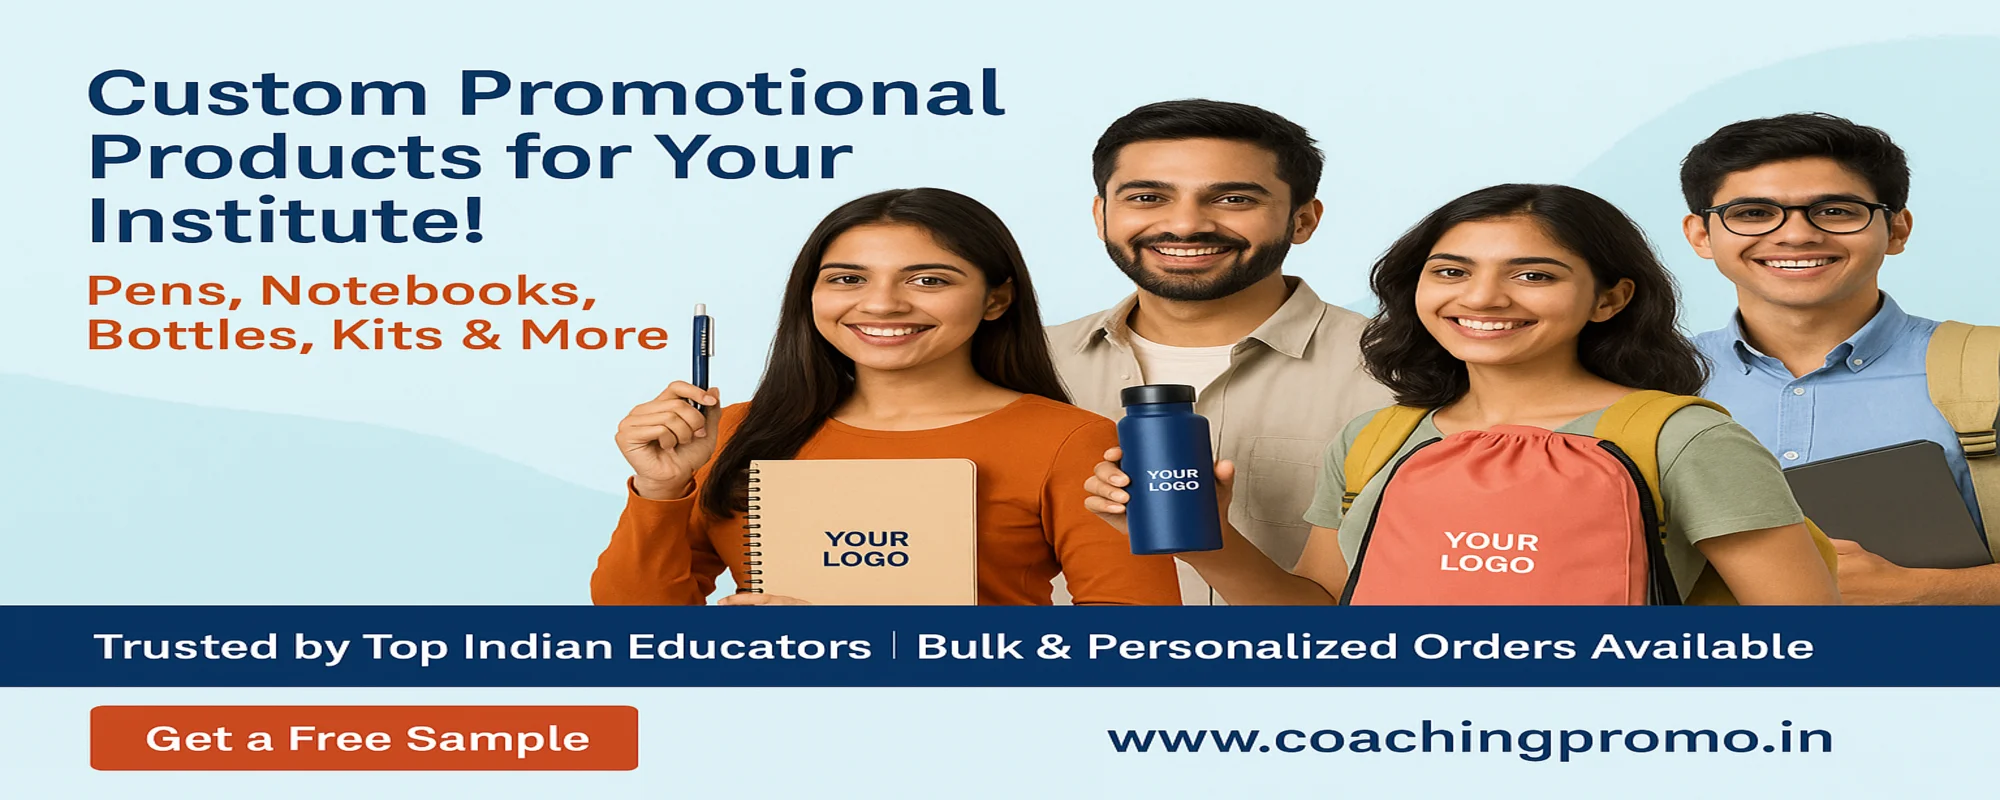 Custom Promotional
Products for Your
Institute!
Pens, Notebooks,
Bottles, Kits & More
YOUR
LOGO
YOUR
LOGO
YOUR
LOGO
Trusted by Top Indian Educators | Bulk & Personalized Orders Available
Get a Free Sample
www.coachingpromo.in